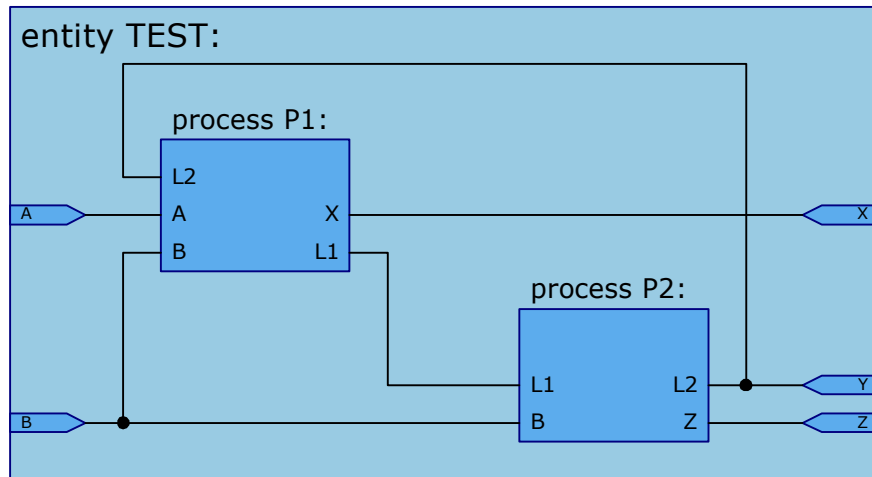 entity TEST:
process P1:
L2
A A X X
B L1
process P2:
L1 L2 Y
B B Z Z